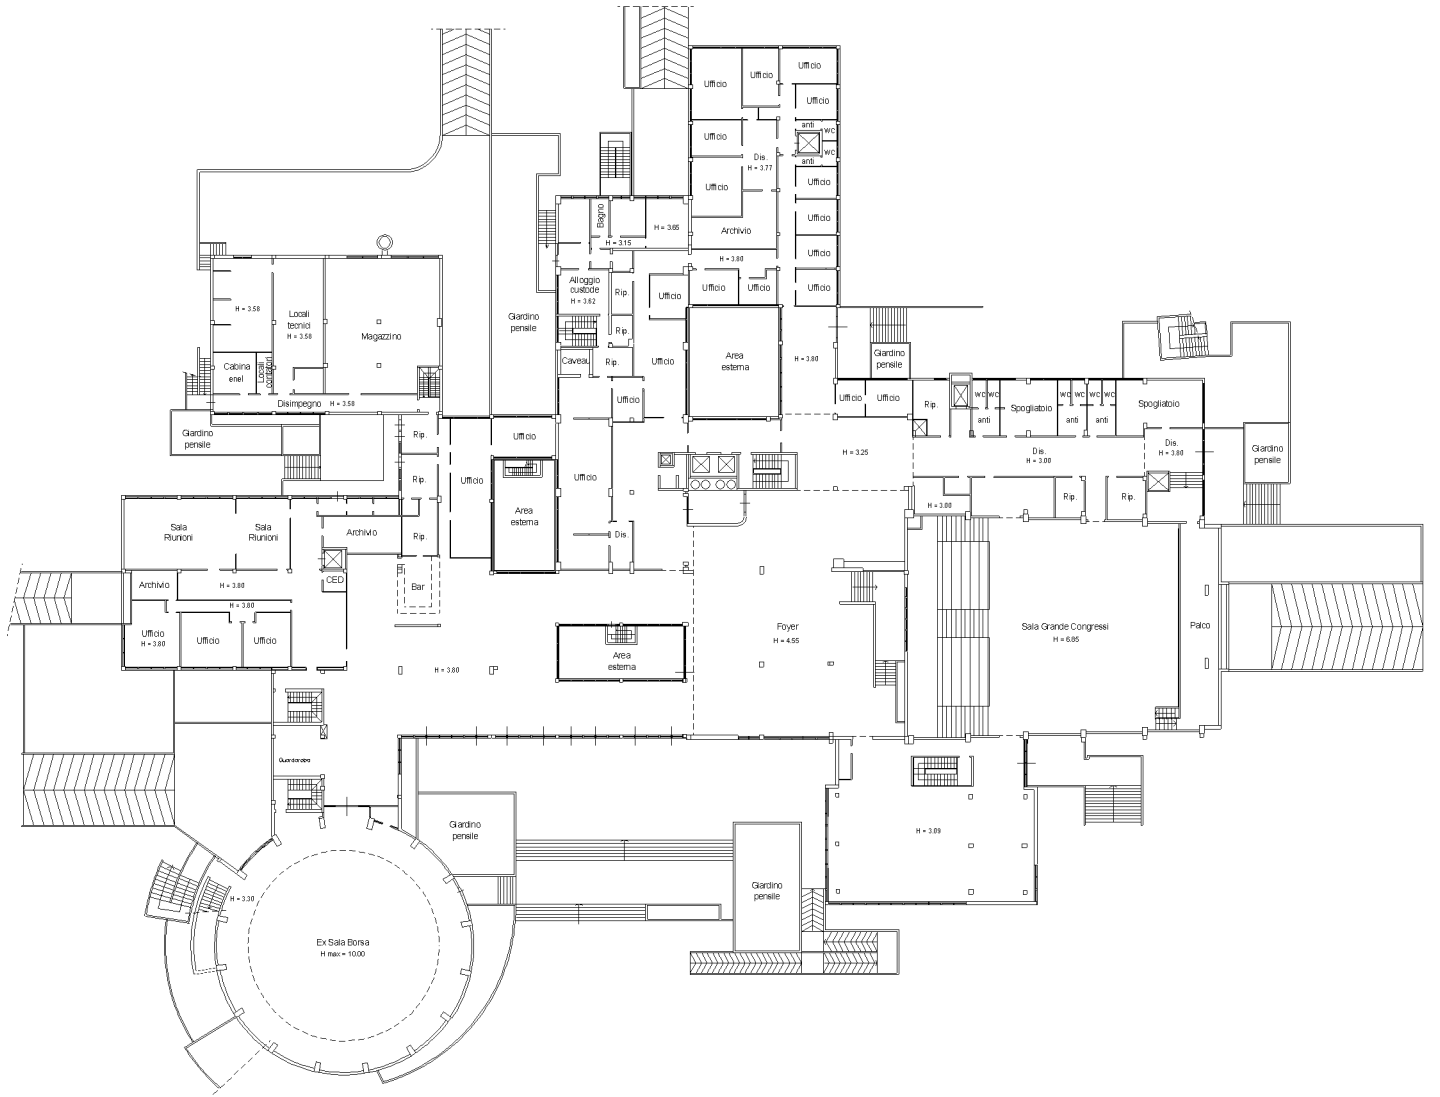 Ufficio
Ufficio
Ufficio
Ufficio
anti
wc
Ufficio
wc
Dis.
H = 3.77
anti
Ufficio
Ufficio
Bagno
Ufficio
H = 3.65
Archivio
H = 3.15
Ufficio
H = 3.80
Alloggio
custode
H = 3.62
Rip.
Ufficio
Ufficio
Ufficio
Ufficio
H = 3.58
Locali
tecnici
H = 3.58
Magazzino
Giardino
pensile
Rip.
Area
esterna
H = 3.80
Giardino
pensile
Caveau
Rip.
Ufficio
Cabina
enel
Locali
contatori
Ufficio
Ufficio
Ufficio
Rip.
wc
wc
Spogliatoio
wc
wc
wc
Spogliatoio
Disimpegno
H = 3.58
anti
anti
anti
Giardino
pensile
Rip.
Ufficio
H = 3.25
Dis.
H = 3.00
Dis.
H = 3.80
Giardino
pensile
Rip.
Ufficio
Ufficio
Area
esterna
H = 3.00
Rip.
Rip.
Sala
Riunioni
Sala
Riunioni
Archivio
Rip.
Dis.
CED
Archivio
H = 3.80
Bar
H = 3.80
Ufficio
H = 3.80
Ufficio
Ufficio
Area
esterna
Foyer
H = 4.55
Sala Grande Congressi
H = 6.85
Palco
H = 3.80
Guardaroba
Giardino
pensile
H = 3.09
Giardino
pensile
H = 3.30
Ex Sala Borsa
H max = 10.00